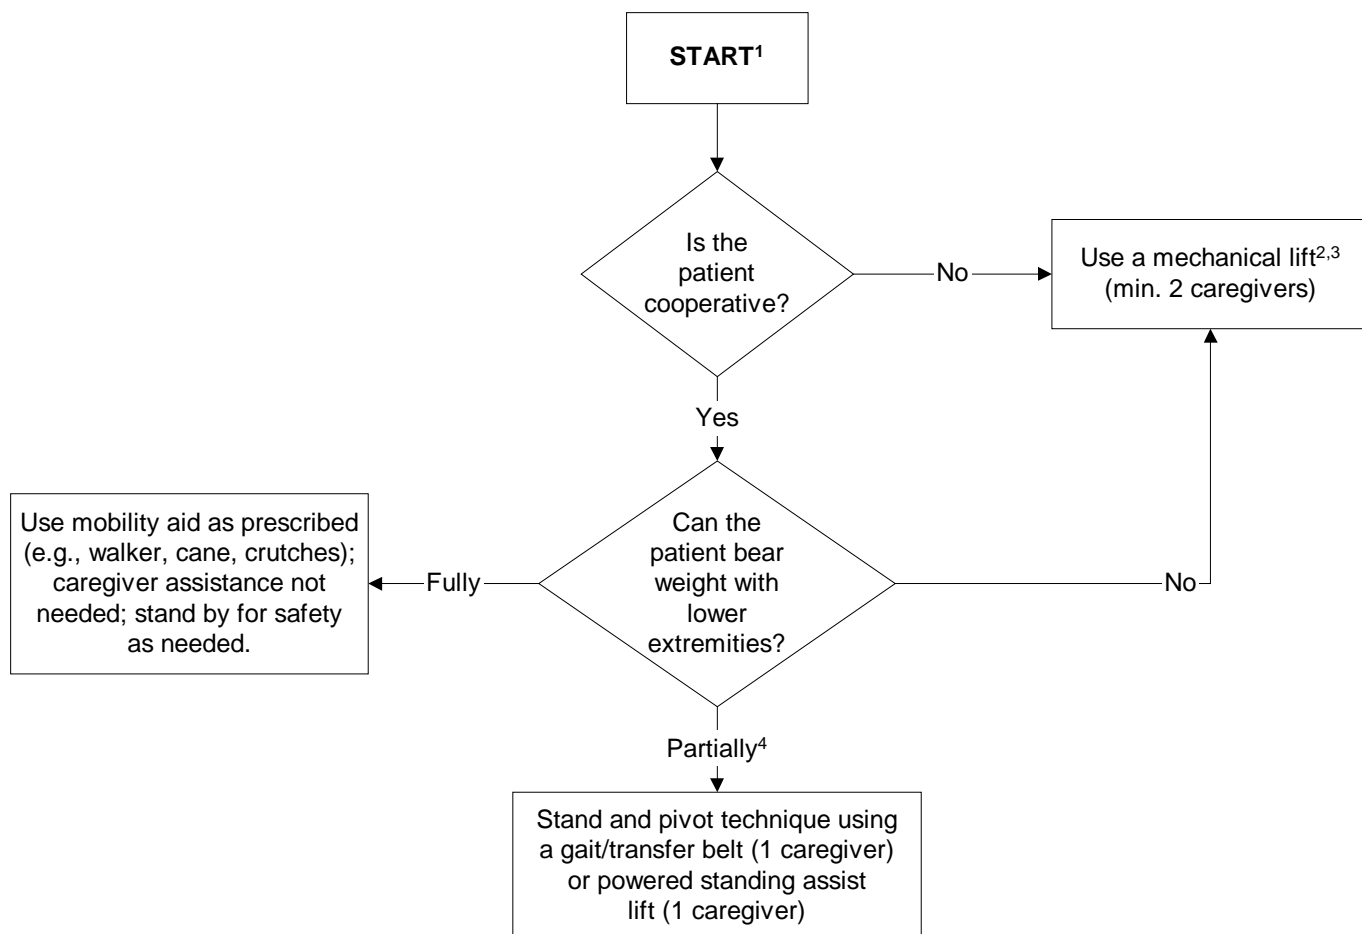 START¹
Is the
patient
cooperative?
No
Use a mechanical lift²,³
(min. 2 caregivers)
Yes
Can the
patient bear
weight with
lower
extremities?
Fully
Use mobility aid as prescribed
(e.g., walker, cane, crutches);
caregiver assistance not
needed; stand by for safety
as needed.
No
Partially⁴
Stand and pivot technique using
a gait/transfer belt (1 caregiver)
or powered standing assist
lift (1 caregiver)